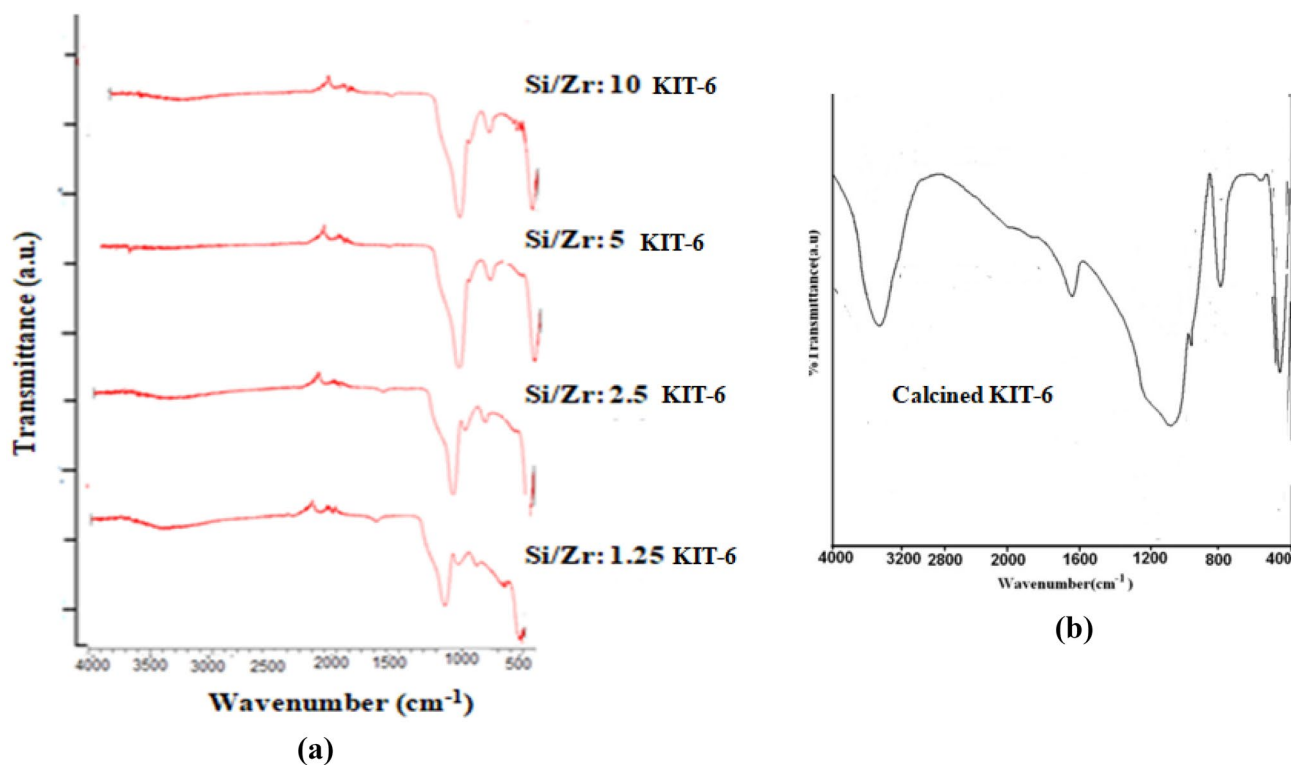 Transmittance (a.u.)
Si/Zr: 10 KIT-6
Si/Zr: 5 KIT-6
Si/Zr: 2.5 KIT-6
Si/Zr: 1.25 KIT-6
4000 3500 3000 2500 2000 1500 1000 500
Wavenumber (cm-1)
(a)
%Transmittance(a.u)
Calcined KIT-6
4000 3200 2800 2000 1600 1200 800 400
Wavenumber(cm-1)
(b)